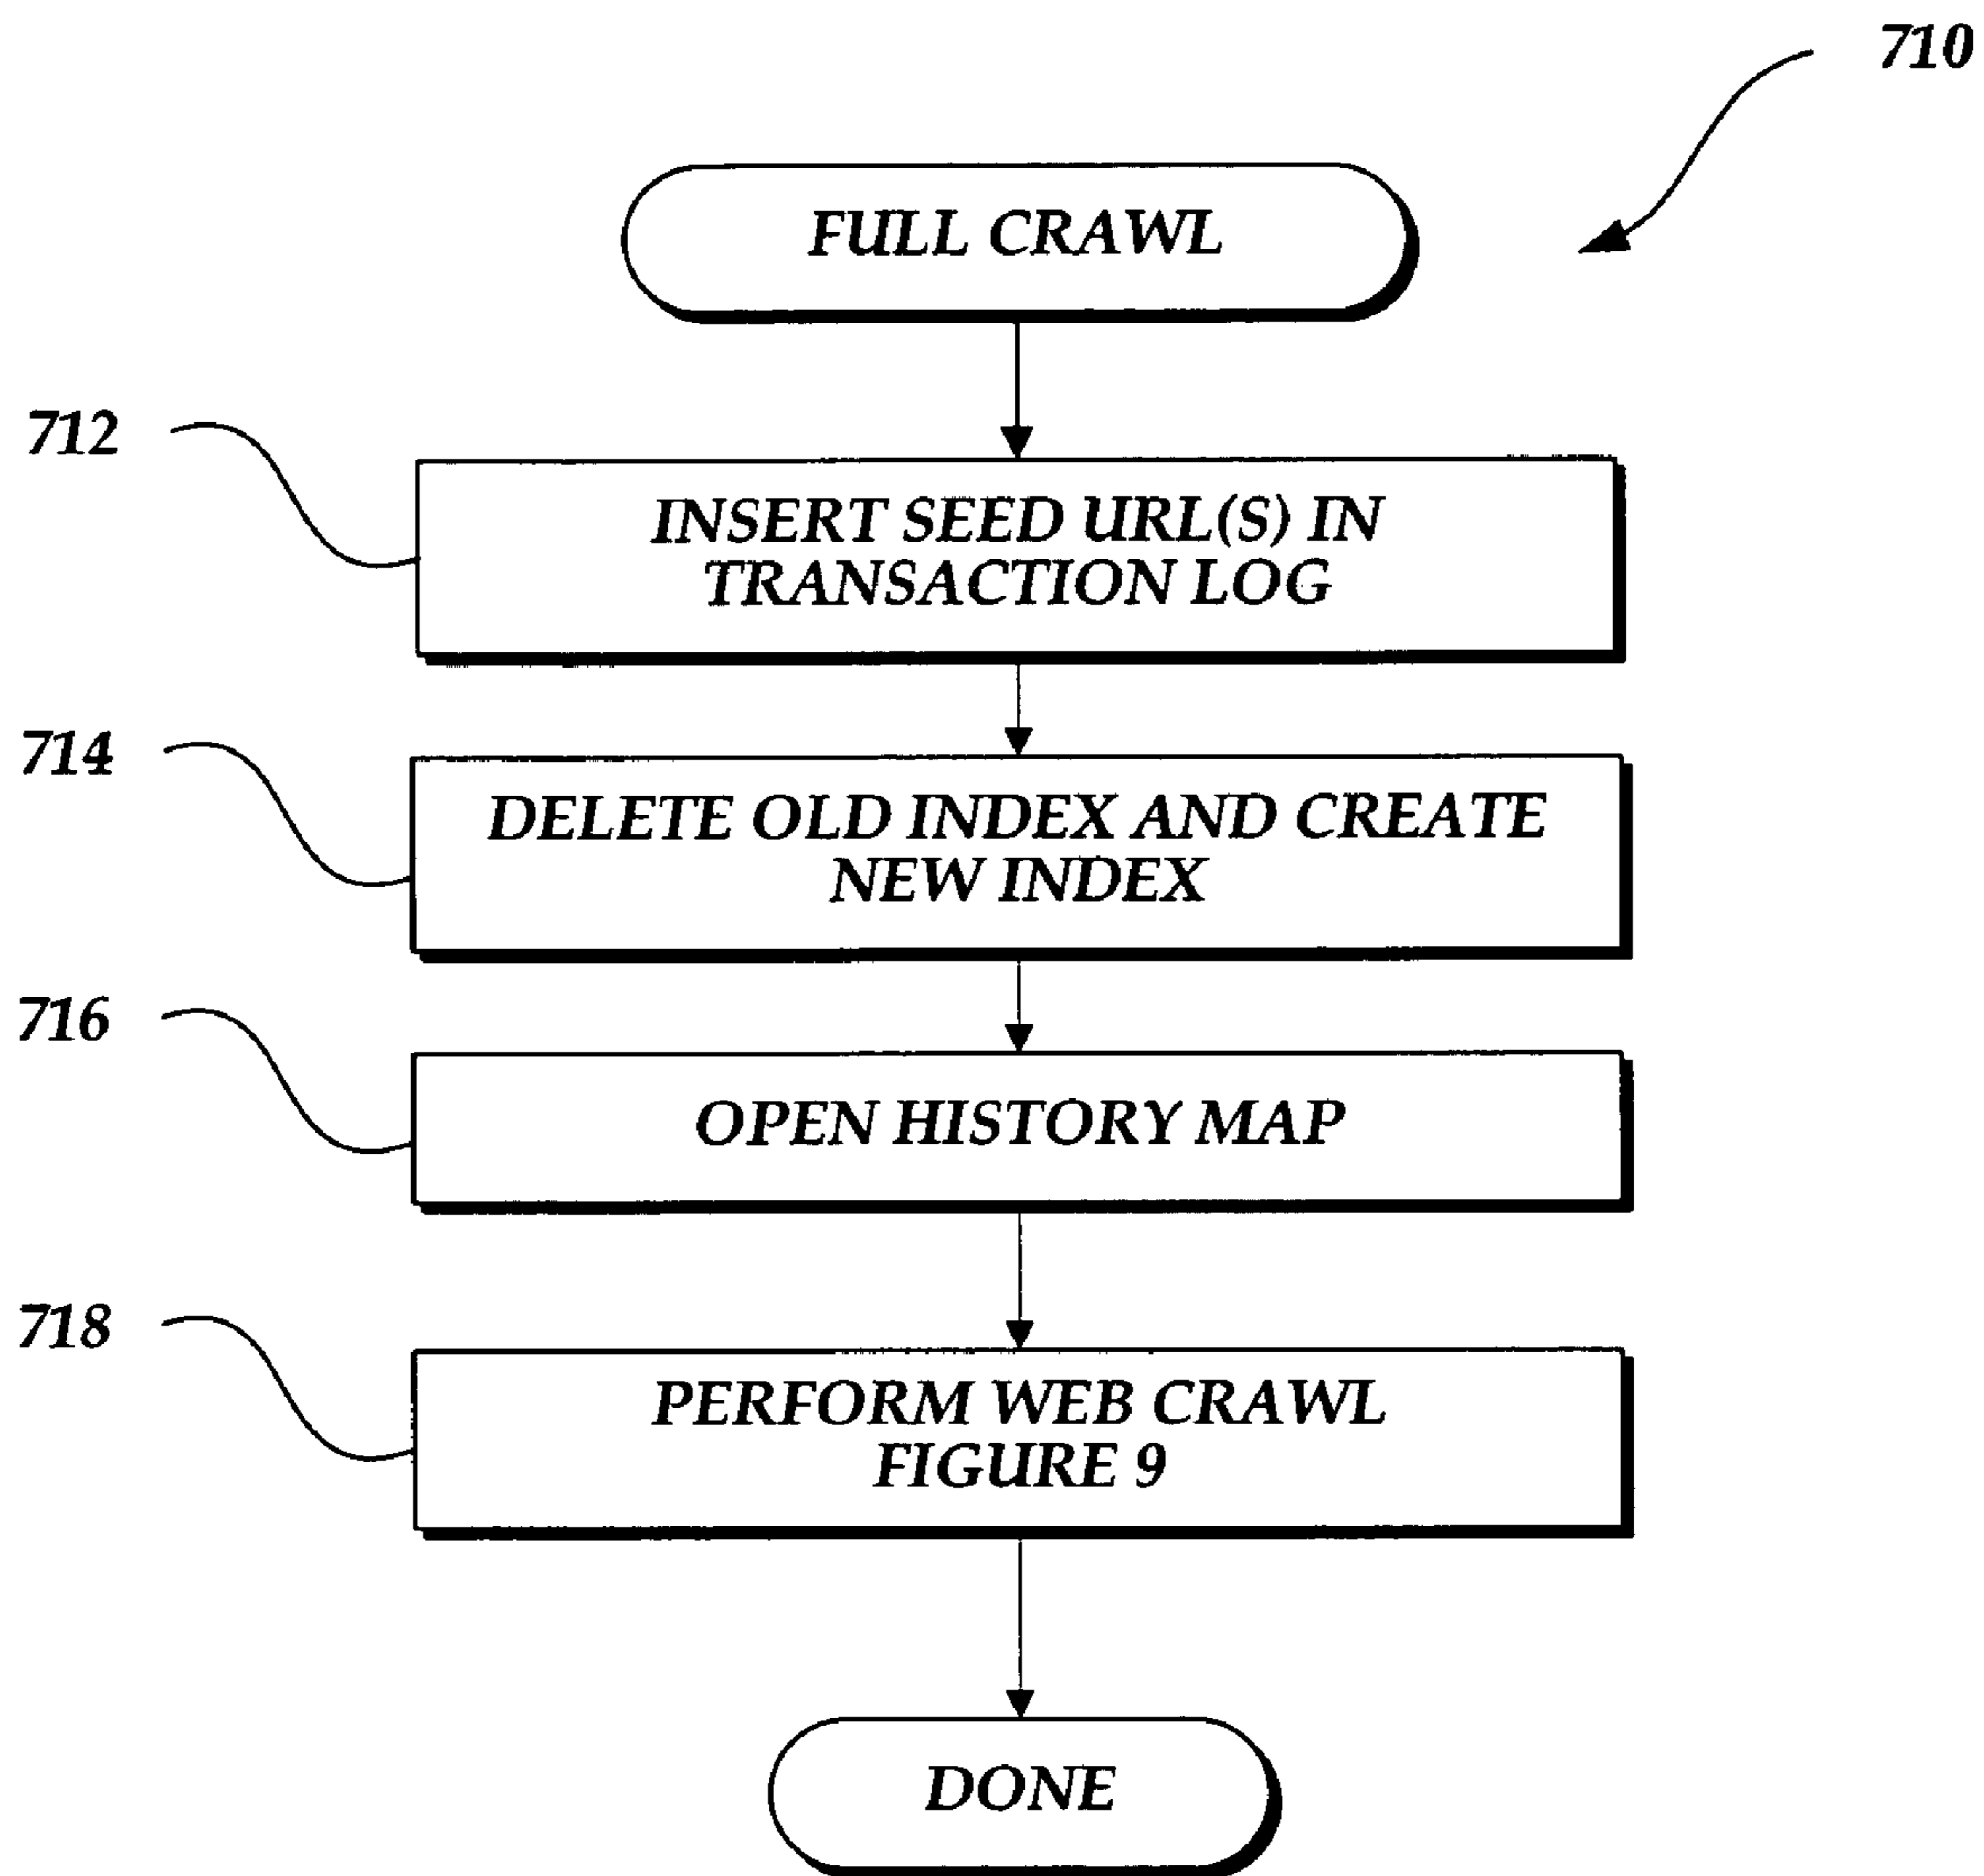 710
FULL CRAWL
712
INSERT SEED URL(S) IN
TRANSACTION LOG
714
DELETE OLD INDEX AND CREATE
NEW INDEX
716
OPEN HISTORY MAP
718
PERFORM WEB CRAWL
FIGURE 9
DONE